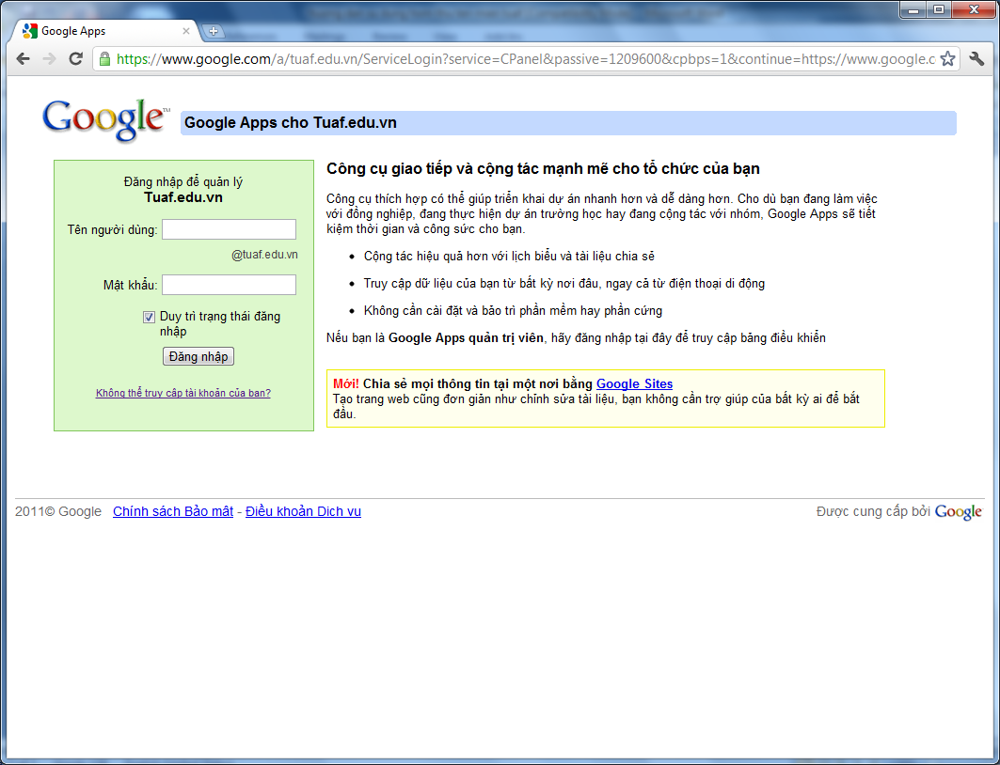 Google Apps
https://www.google.com/a/tuaf.edu.vn/ServiceLogin?service=CPanel&passive=1209600&cpbps=1&continue=https://www.google.c
Google™
Google Apps cho Tuaf.edu.vn
Đăng nhập để quản lý
Tuaf.edu.vn
Tên người dùng:
@tuaf.edu.vn
Mật khẩu:
Duy trì trạng thái đăng
nhập
Đăng nhập
Không thể truy cập tài khoản của bạn?
Công cụ giao tiếp và cộng tác mạnh mẽ cho tổ chức của bạn
Công cụ thích hợp có thể giúp triển khai dự án nhanh hơn và dễ dàng hơn. Cho dù bạn đang làm việc
với đồng nghiệp, đang thực hiện dự án trường học hay đang cộng tác với nhóm, Google Apps sẽ tiết
kiệm thời gian và công sức cho bạn.
• Cộng tác hiệu quả hơn với lịch biểu và tài liệu chia sẻ
• Truy cập dữ liệu của bạn từ bất kỳ nơi đâu, ngay cả từ điện thoại di động
• Không cần cài đặt và bảo trì phần mềm hay phần cứng
Nếu bạn là Google Apps quản trị viên, hãy đăng nhập tại đây để truy cập bảng điều khiển
Mới! Chia sẻ mọi thông tin tại một nơi bằng Google Sites
Tạo trang web cũng đơn giản như chỉnh sửa tài liệu, bạn không cần trợ giúp của bất kỳ ai để bắt
đầu.
2011© Google Chính sách Bảo mật - Điều khoản Dịch vụ
Được cung cấp bởi Google